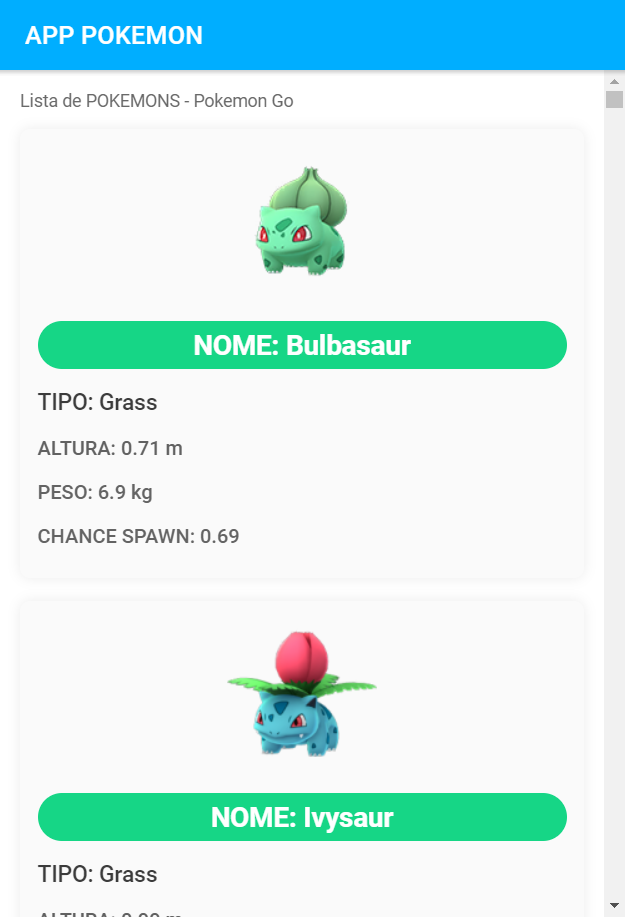 APP POKEMON
Lista de POKEMONS - Pokemon Go
NOME: Bulbasaur
TIPO: Grass
ALTURA: 0.71 m
PESO: 6.9 kg
CHANCE SPAWN: 0.69
NOME: Ivysaur
TIPO: Grass